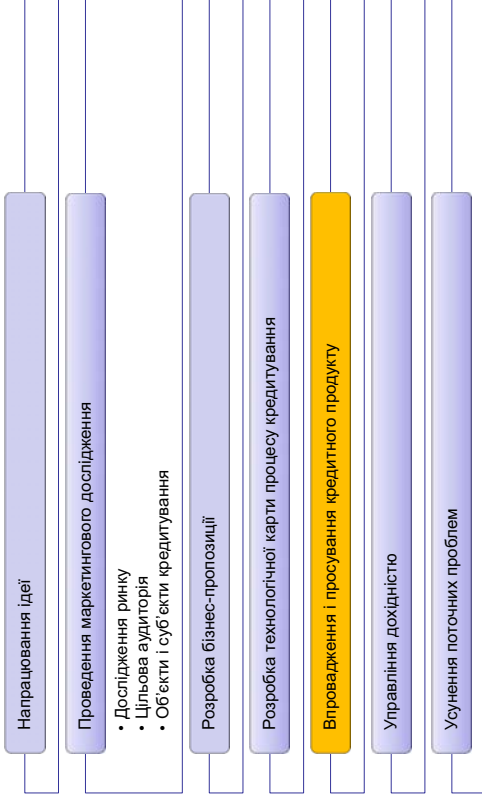 Напрацювання ідеї
Проведення маркетингового дослідження
• Дослідження ринку
• Цільова аудиторія
• Об'єкти і суб'єкти кредитування
Розробка бізнес-пропозиції
Розробка технологічної карти процесу кредитування
Впровадження і просування кредитного продукту
Управління дохідністю
Усунення поточних проблем